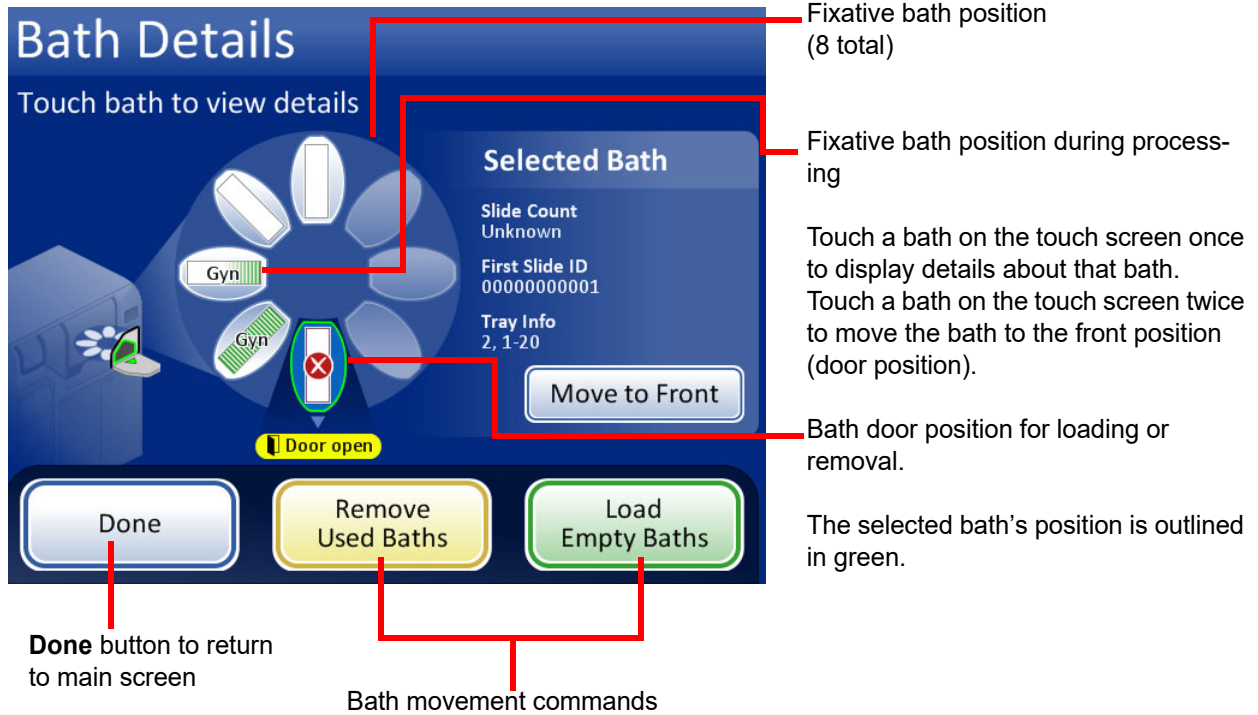 Bath Details
Touch bath to view details
Gyn
Gyn
Door open
Selected Bath
Slide Count
Unknown
First Slide ID
00000000001
Tray Info
2, 1-20
Move to Front
Done
Remove
Used Baths
Load
Empty Baths
Fixative bath position
(8 total)
Fixative bath position during process-
ing
Touch a bath on the touch screen once
to display details about that bath.
Touch a bath on the touch screen twice
to move the bath to the front position
(door position).
Bath door position for loading or
removal.
The selected bath’s position is outlined
in green.
Done button to return
to main screen
Bath movement commands